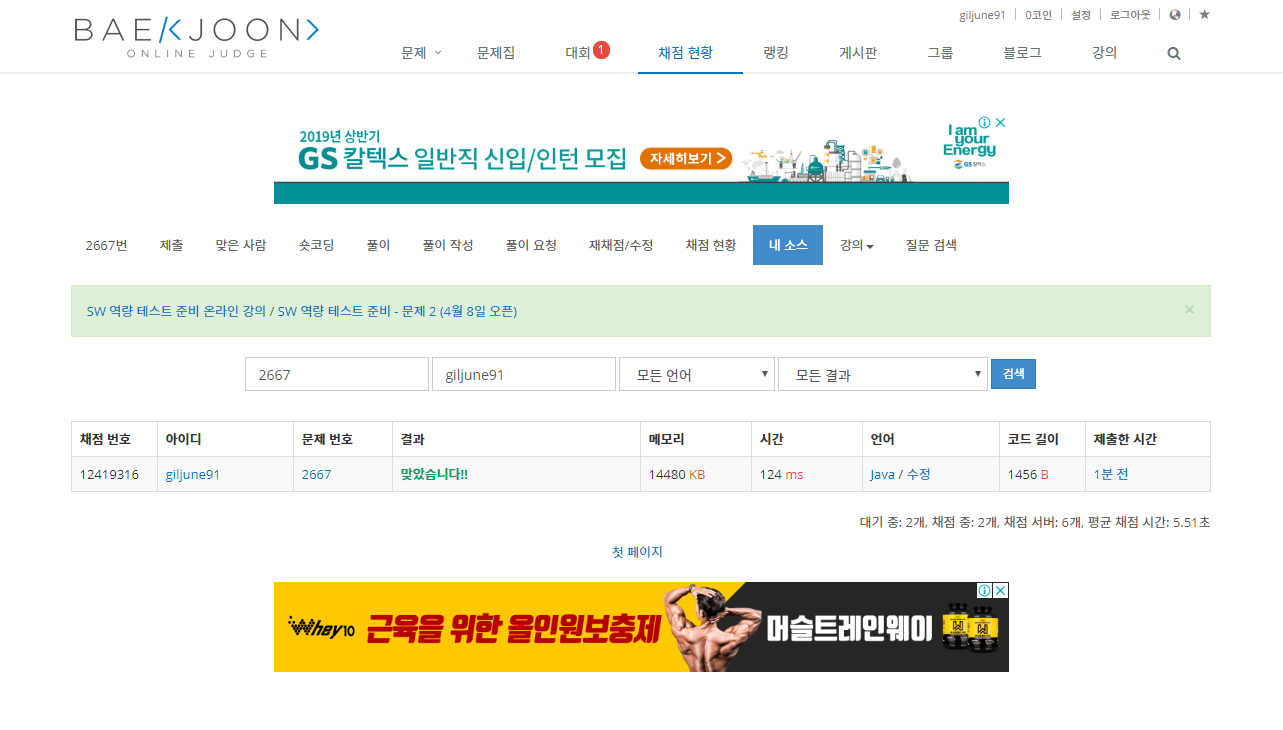 giljune91 0코인 설정 로그아웃
BAEKJOON
ONLINE JUDGE
문제 문제집 대회 1 채점 현황 랭킹 게시판 그룹 블로그 강의
2019년 상반기
GS 칼텍스 일반직 신입/인턴 모집
자세히보기 >
I am
your
Energy
GS 칼텍스
2667번 제출 맞은 사람 숏코딩 풀이 풀이 작성 풀이 요청 재채점/수정 채점 현황 내 소스 강의 질문 검색
SW 역량 테스트 준비 온라인 강의 / SW 역량 테스트 준비 - 문제 2 (4월 8일 오픈) ×
2667 giljune91 모든 언어 모든 결과 검색
채점 번호 아이디 문제 번호 결과 메모리 시간 언어 코드 길이 제출한 시간
12419316 giljune91 2667 맞았습니다!! 14480 KB 124 ms Java / 수정 1456 B 1분 전
대기 중: 2개, 채점 중: 2개, 채점 서버: 6개, 평균 채점 시간: 5.51초
첫 페이지
Whey10 근육을 위한 올인원보충제 머슬트레인웨이